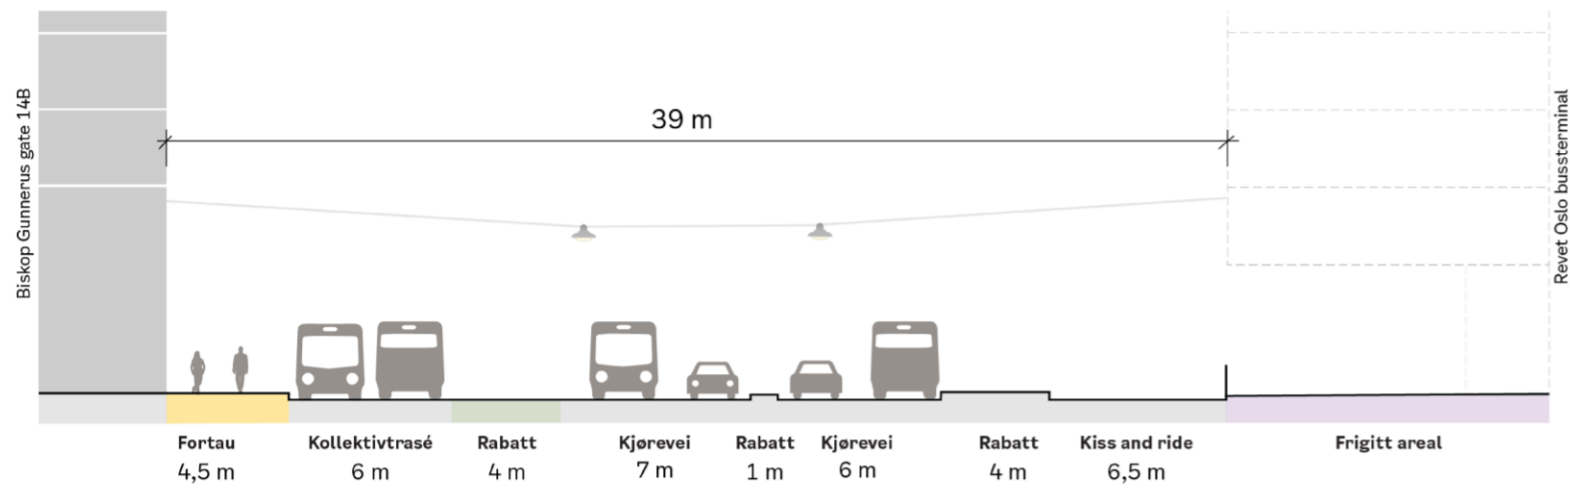 Biskop Gunnerus gate 14B
39 m
Revet Oslo bussterminal
Fortau
4,5 m
Kollektivtrasé
6 m
Rabatt
4 m
Kjørevei
7 m
Rabatt
1 m
Kjørevei
6 m
Rabatt
4 m
Kiss and ride
6,5 m
Frigitt areal